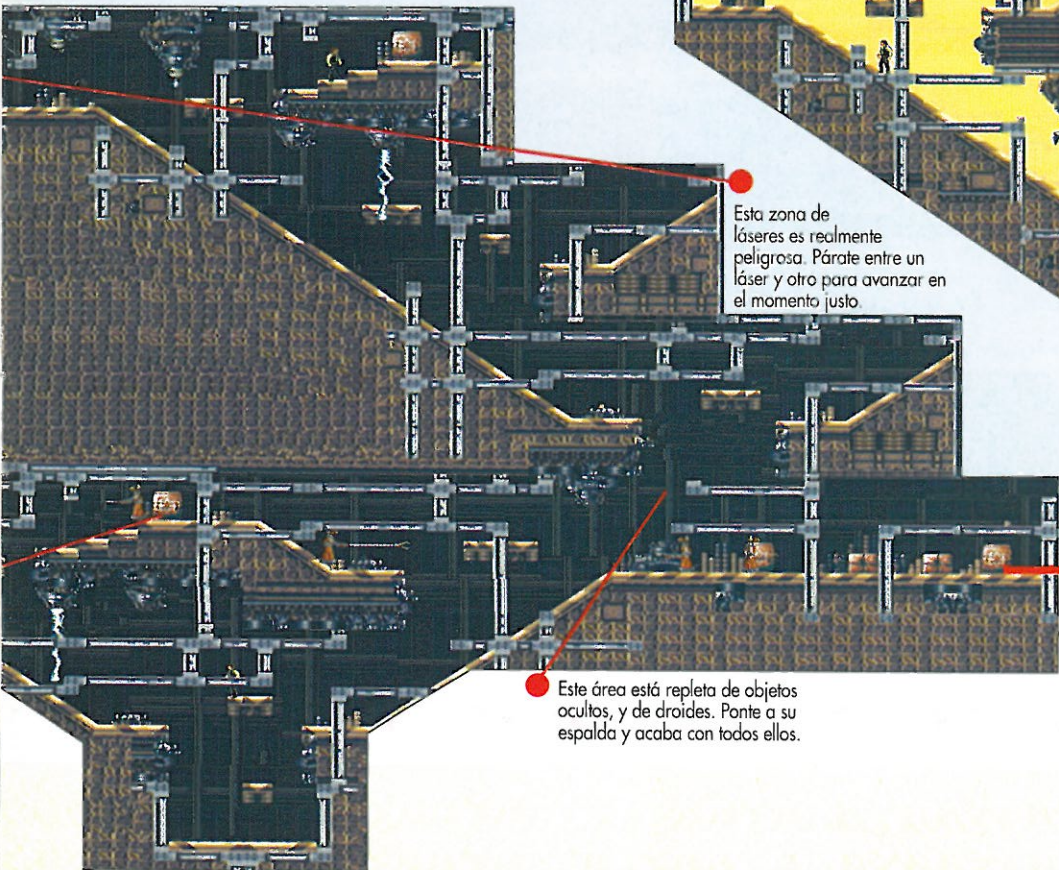 Esta zona de
láseres es realmente
peligrosa. Párate entre un
láser y otro para avanzar en
el momento justo.
Este área está repleta de objetos
ocultos, y de droides. Ponte a su
espalda y acaba con todos ellos.